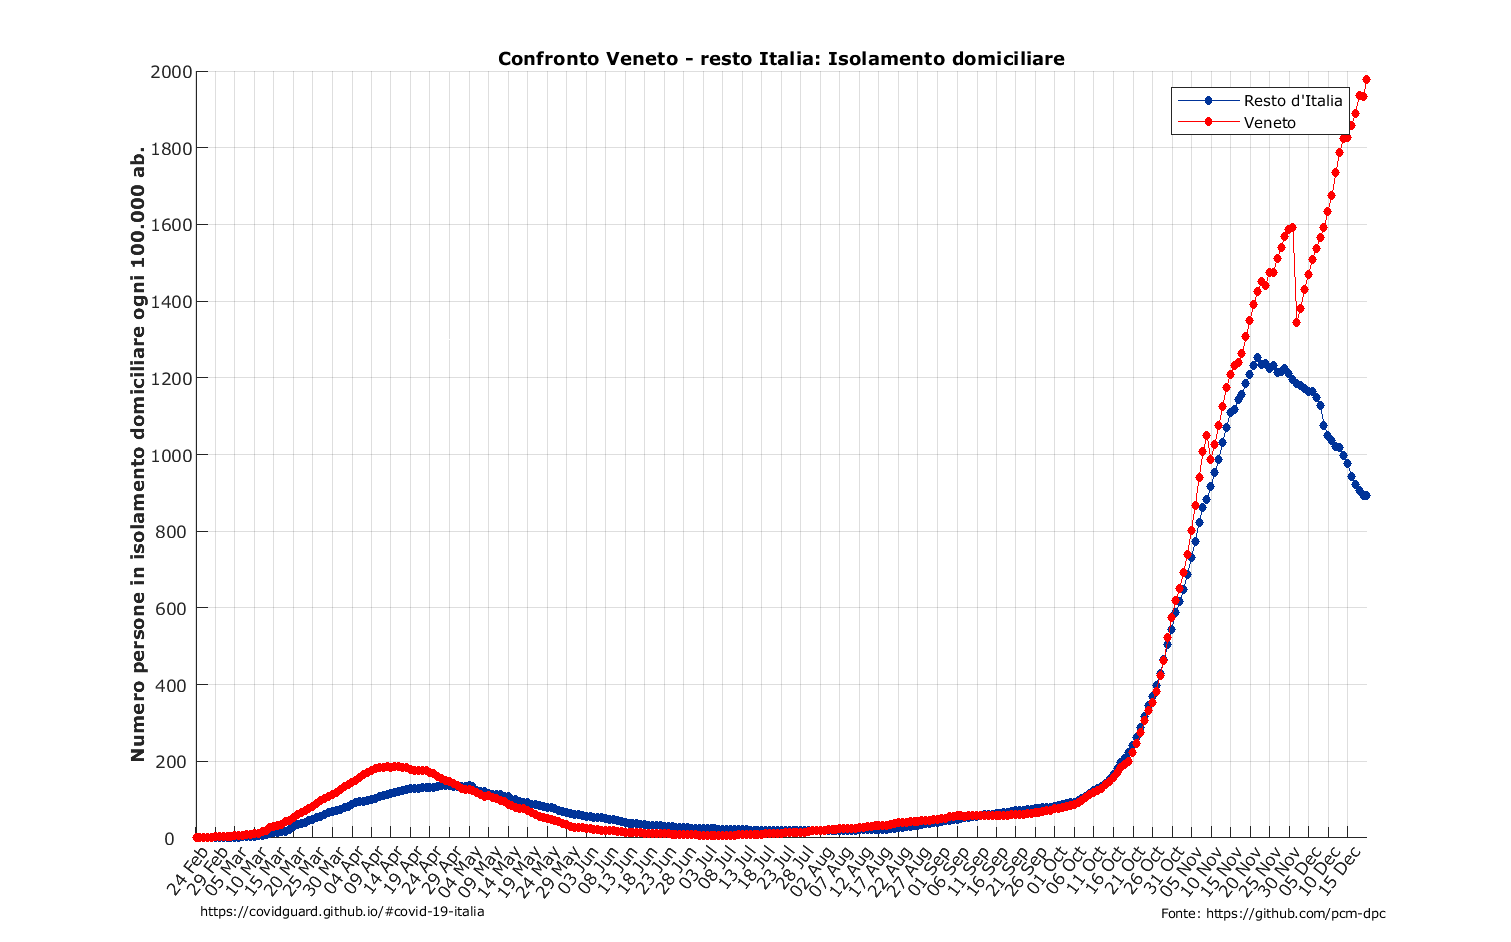 Confronto Veneto - resto Italia: Isolamento domiciliare
Numero persone in isolamento domiciliare ogni 100.000 ab.
2000
1800
1600
1400
1200
1000
800
600
400
200
0
Resto d'Italia
Veneto
24 Feb
29 Feb
05 Mar
10 Mar
15 Mar
20 Mar
25 Mar
30 Mar
04 Apr
09 Apr
14 Apr
19 Apr
24 Apr
29 Apr
04 May
09 May
14 May
19 May
24 May
29 May
03 Jun
08 Jun
13 Jun
18 Jun
23 Jun
28 Jun
03 Jul
08 Jul
13 Jul
18 Jul
23 Jul
28 Jul
02 Aug
07 Aug
12 Aug
17 Aug
22 Aug
27 Aug
01 Sep
06 Sep
11 Sep
16 Sep
21 Sep
26 Sep
01 Oct
06 Oct
11 Oct
16 Oct
21 Oct
26 Oct
31 Oct
05 Nov
10 Nov
15 Nov
20 Nov
25 Nov
30 Nov
05 Dec
10 Dec
15 Dec
https://covidguard.github.io/#covid-19-italia
Fonte: https://github.com/pcm-dpc